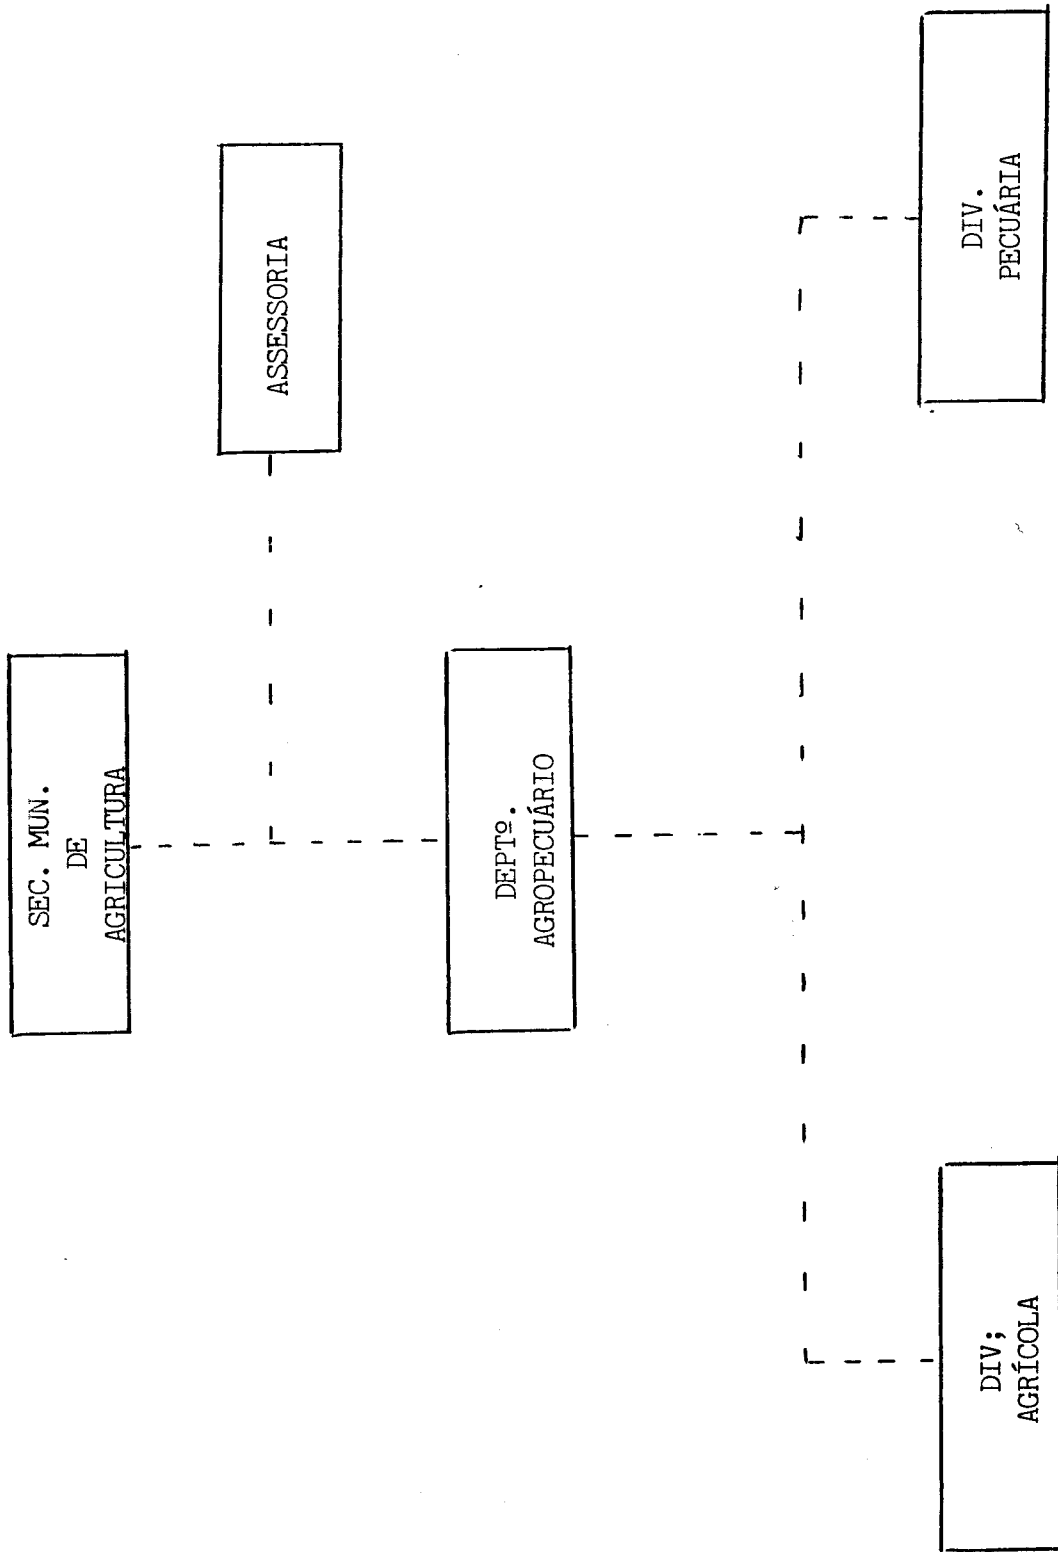 SEC. MUN.
DE
AGRICULTURA
ASSESSORIA
DEPTº.
AGROPECUÁRIO
DIV;
AGRÍCOLA
DIV.
PECUÁRIA